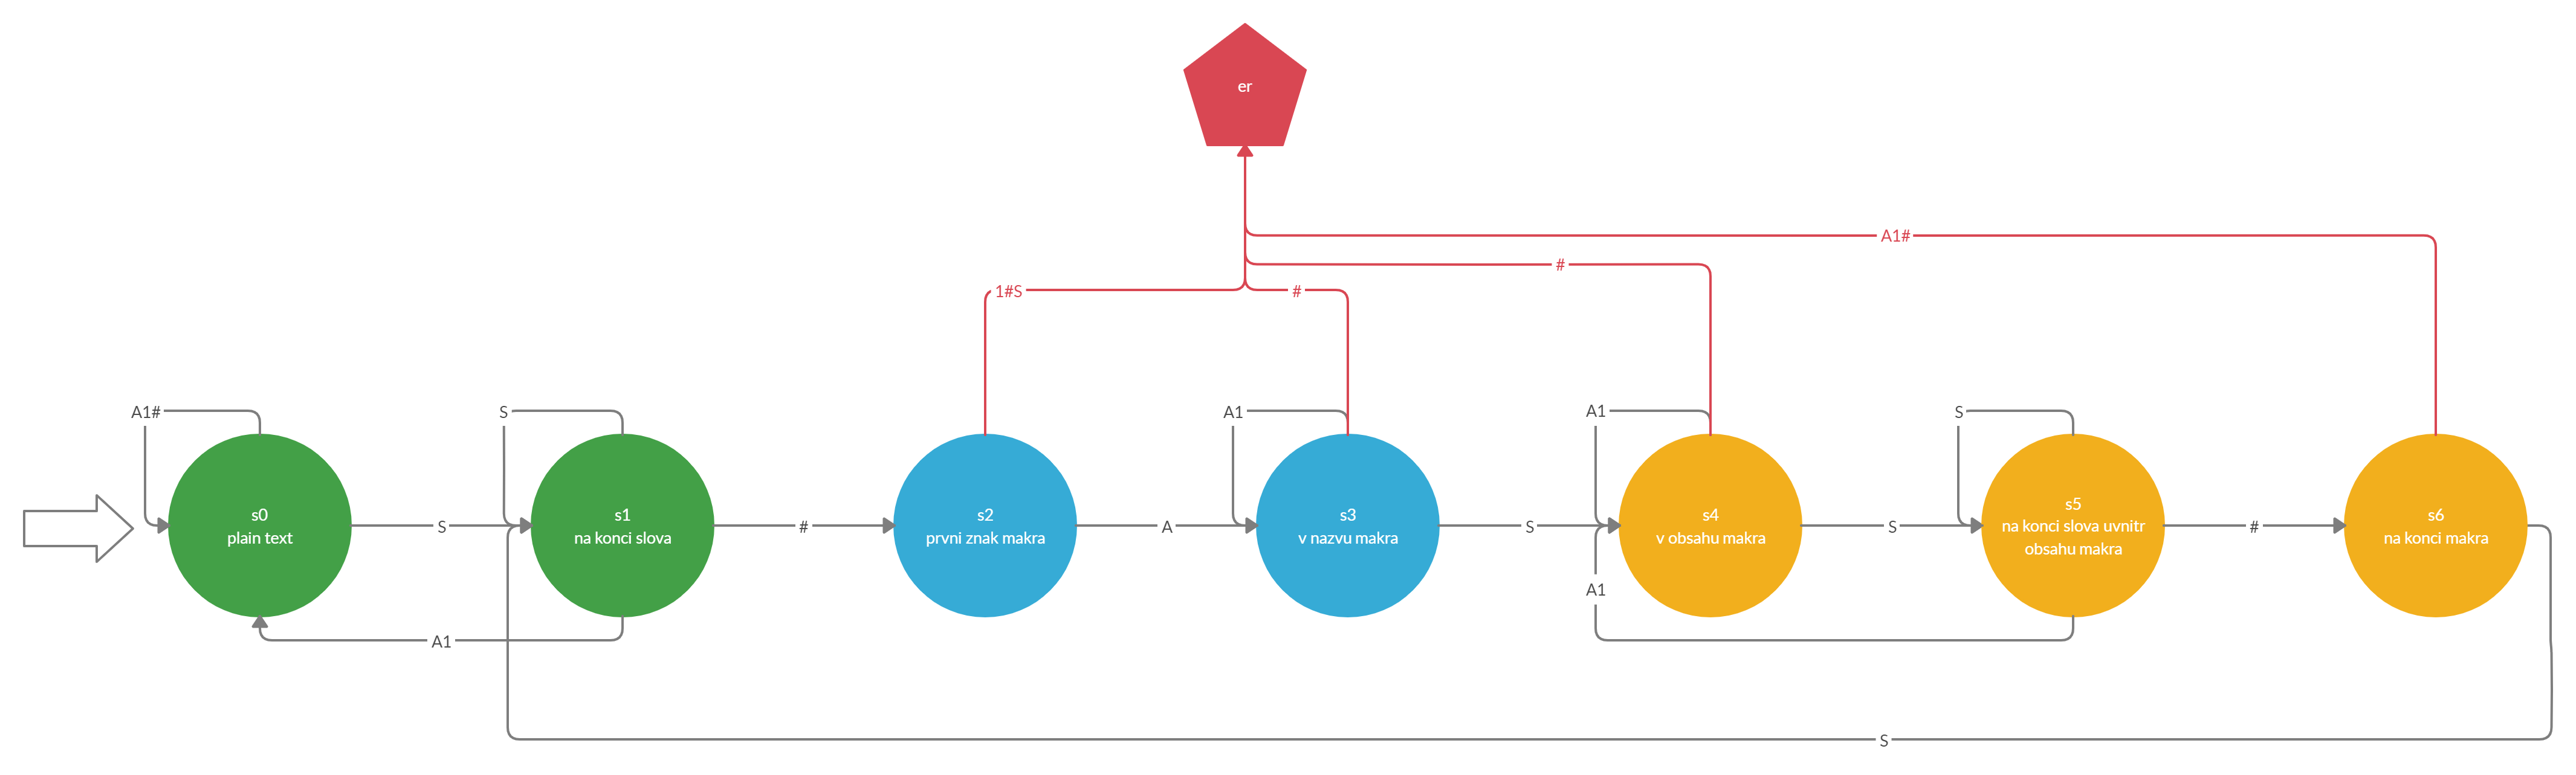 er
A1#
#
1#S
#
A1#
S
A1
A1
S
s0
plain text
S
s1
na konci slova
#
s2
prvni znak makra
A
s3
v nazvu makra
S
s4
v obsahu makra
S
s5
na konci slova uvnitr
obsahu makra
#
s6
na konci makra
A1
A1
S